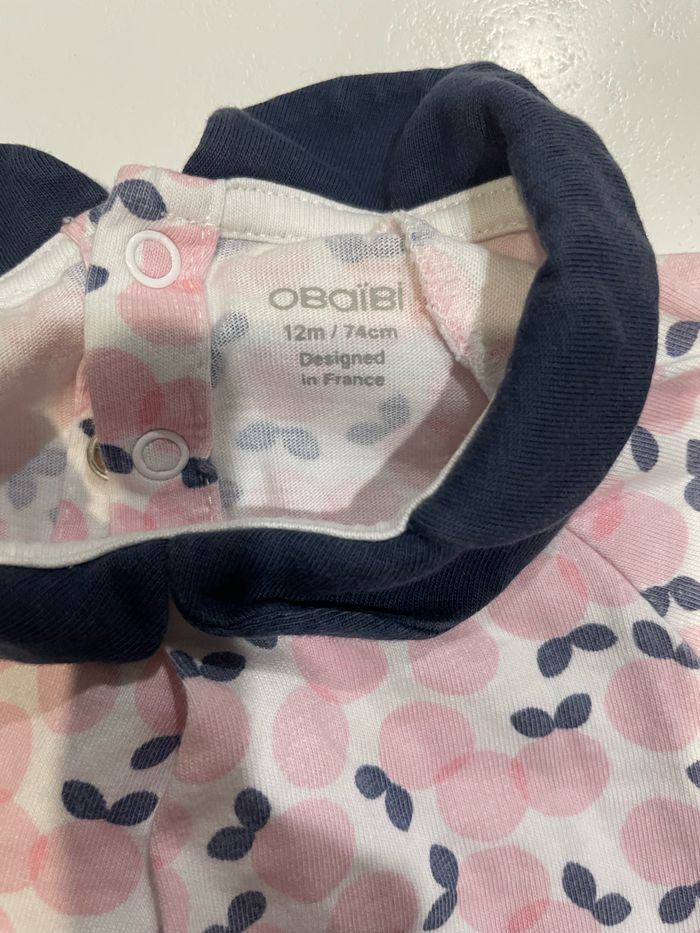 OBaïBi
12m / 74cm
Designed
in France